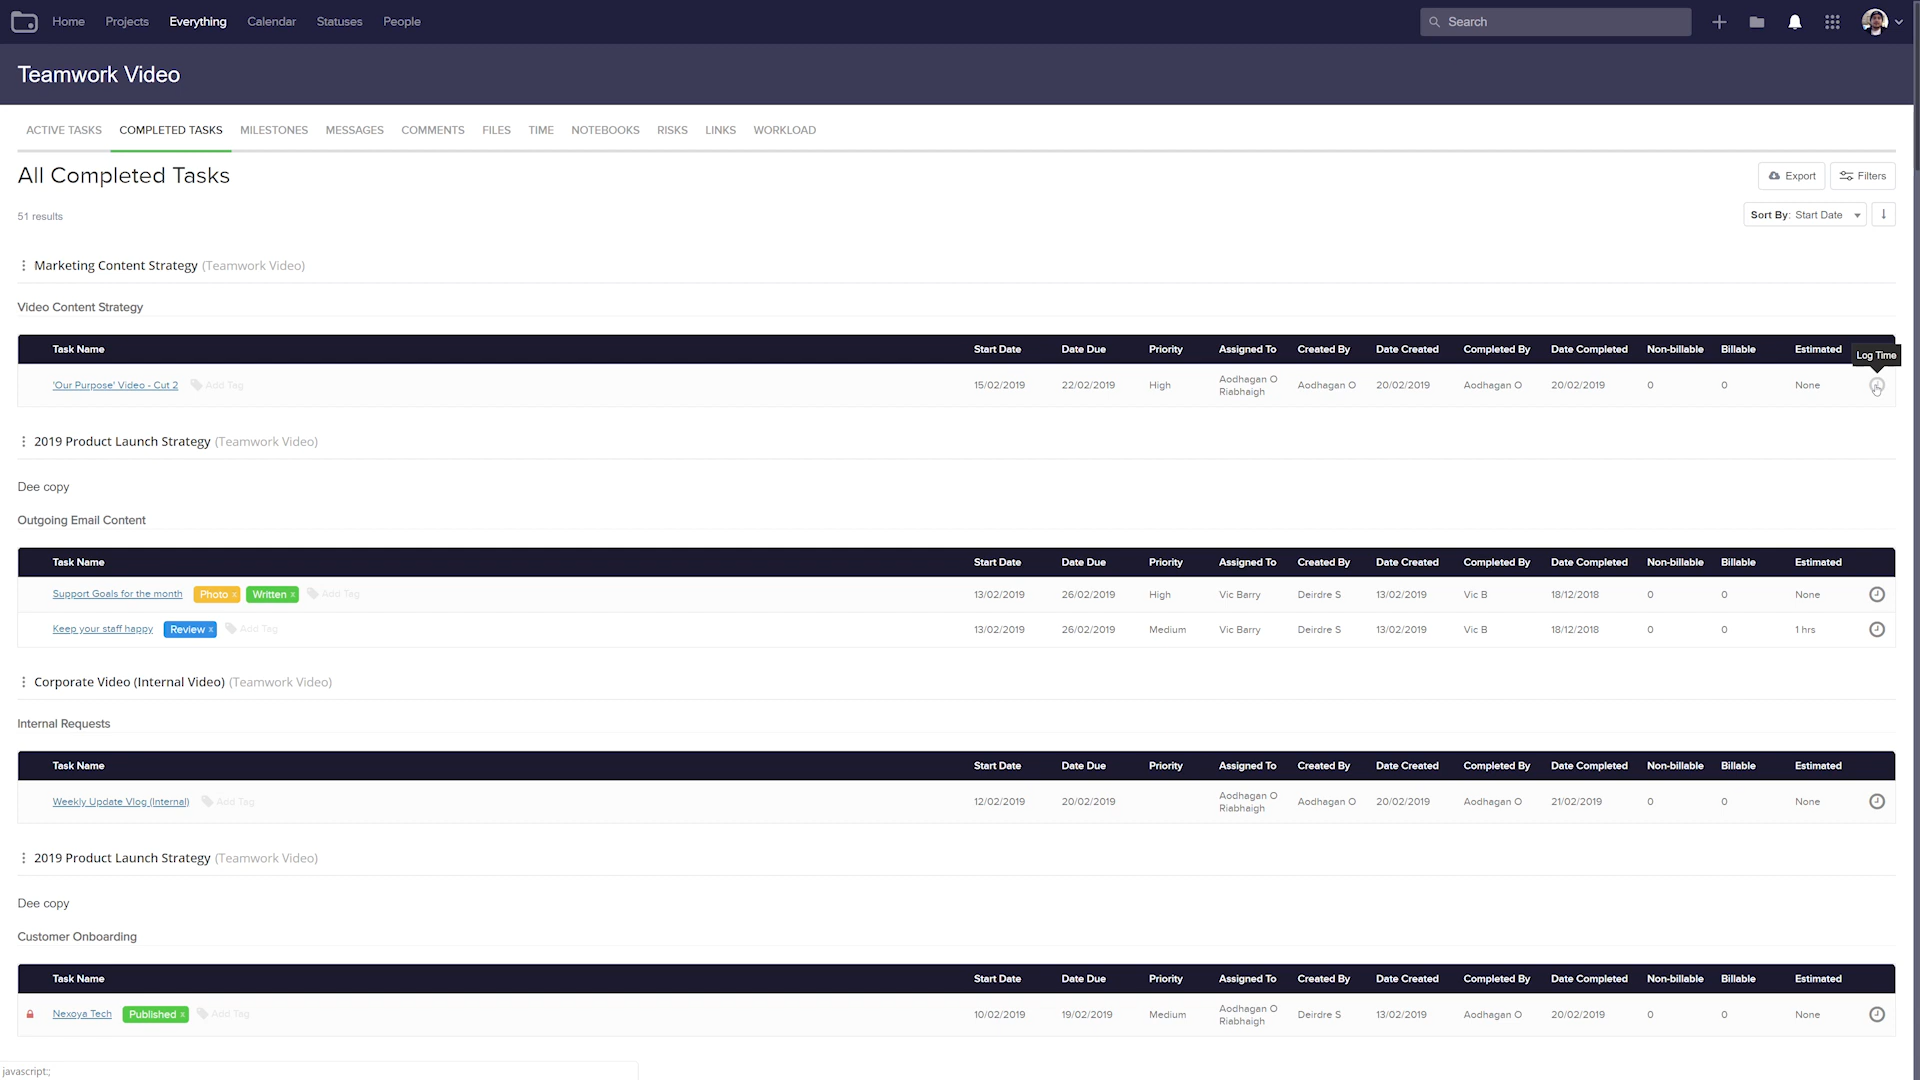 Home Projects Everything Calendar Statuses People Search
Teamwork Video
ACTIVE TASKS COMPLETED TASKS MILESTONES MESSAGES COMMENTS FILES TIME NOTEBOOKS RISKS LINKS WORKLOAD
All Completed Tasks Export Filters
51 results Sort By: Start Date
Marketing Content Strategy (Teamwork Video)
Video Content Strategy
Task Name Start Date Date Due Priority Assigned To Created By Date Created Completed By Date Completed Non-billable Billable Estimated
Log Time
'Our Purpose' Video - Cut 2 Add Tag 15/02/2019 22/02/2019 High Aodhagan O Riabhaigh Aodhagan O 20/02/2019 Aodhagan O 20/02/2019 0 0 None
2019 Product Launch Strategy (Teamwork Video)
Dee copy
Outgoing Email Content
Task Name Start Date Date Due Priority Assigned To Created By Date Created Completed By Date Completed Non-billable Billable Estimated
Support Goals for the month Photo x Written x Add Tag 13/02/2019 26/02/2019 High Vic Barry Deirdre S 13/02/2019 Vic B 18/12/2018 0 0 None
Keep your staff happy Review x Add Tag 13/02/2019 26/02/2019 Medium Vic Barry Deirdre S 13/02/2019 Vic B 18/12/2018 0 0 1 hrs
Corporate Video (Internal Video) (Teamwork Video)
Internal Requests
Task Name Start Date Date Due Priority Assigned To Created By Date Created Completed By Date Completed Non-billable Billable Estimated
Weekly Update Vlog (Internal) Add Tag 12/02/2019 20/02/2019 Aodhagan O Riabhaigh Aodhagan O 20/02/2019 Aodhagan O 21/02/2019 0 0 None
2019 Product Launch Strategy (Teamwork Video)
Dee copy
Customer Onboarding
Task Name Start Date Date Due Priority Assigned To Created By Date Created Completed By Date Completed Non-billable Billable Estimated
Nexoya Tech Published x Add Tag 10/02/2019 19/02/2019 Medium Aodhagan O Riabhaigh Deirdre S 13/02/2019 Aodhagan O 20/02/2019 0 0 None
javascript:;